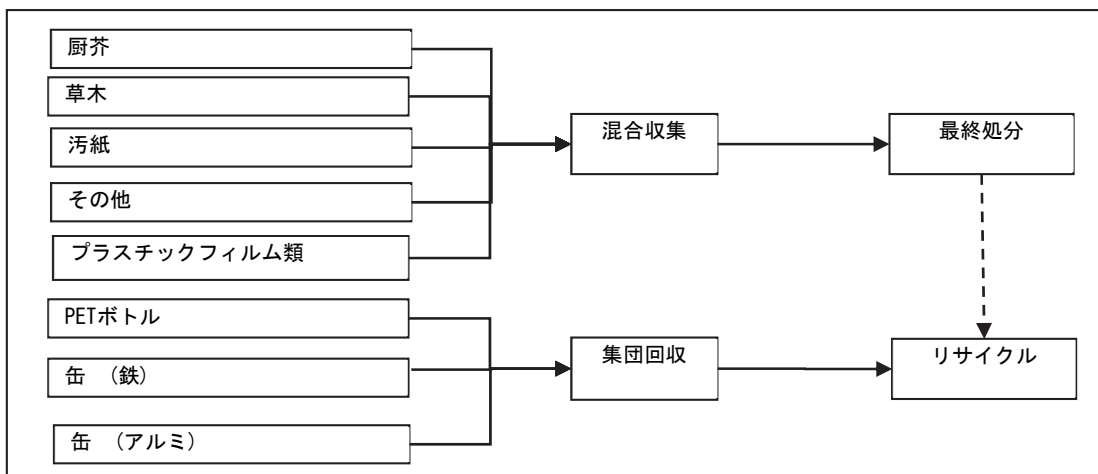 厨芥
草木
汚紙
その他
プラスチックフィルム類
PETボトル
缶　（鉄）
缶　（アルミ）
混合収集
集団回収
最終処分
リサイクル